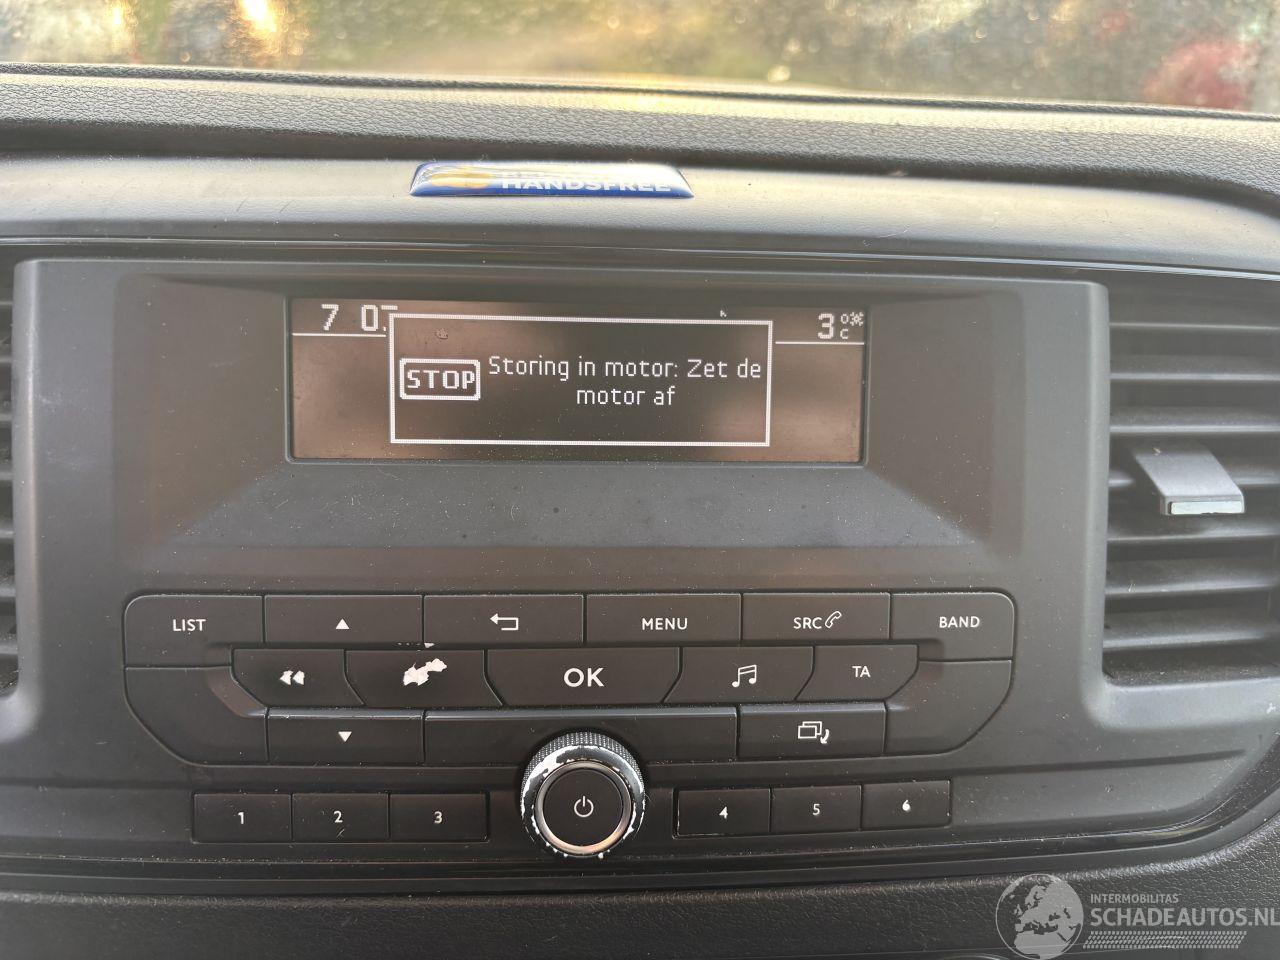 HANDSFREE
7
3 °C
STOP
Storing in motor: Zet de
motor af
LIST
MENU
SRC
BAND
OK
TA
1
2
3
4
5
6
INTERMOBILITAS
SCHADEAUTOS.NL